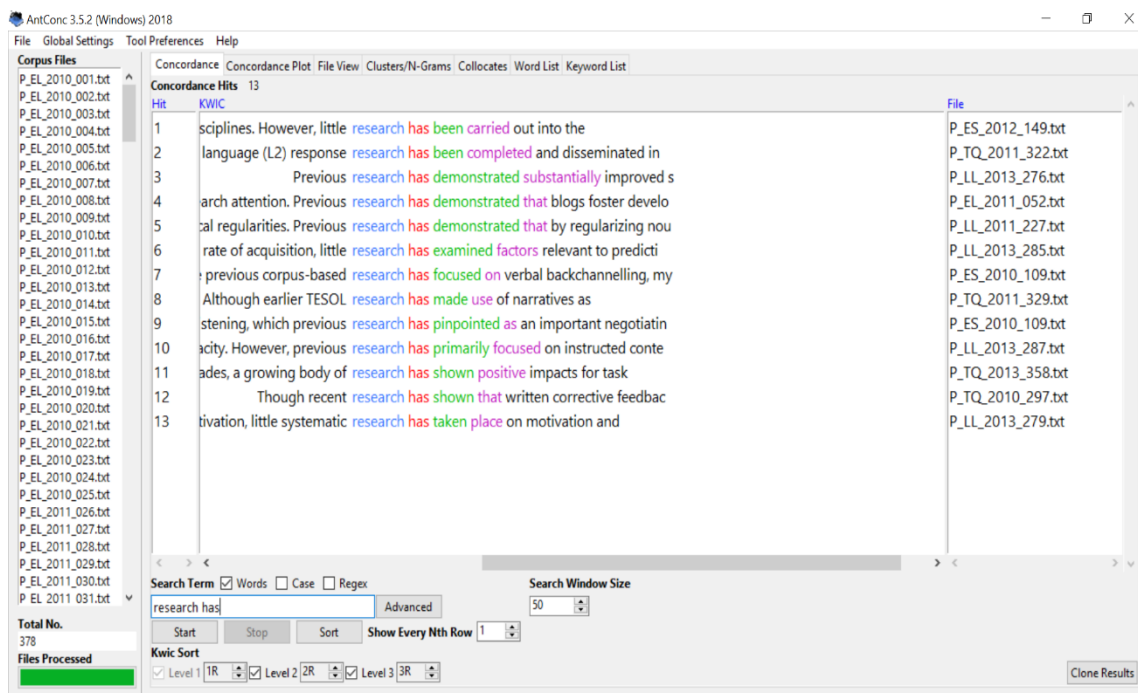 AntConc 3.5.2 (Windows) 2018
File Global Settings Tool Preferences Help
Corpus Files
P_EL_2010_001.txt
P_EL_2010_002.txt
P_EL_2010_003.txt
P_EL_2010_004.txt
P_EL_2010_005.txt
P_EL_2010_006.txt
P_EL_2010_007.txt
P_EL_2010_008.txt
P_EL_2010_009.txt
P_EL_2010_010.txt
P_EL_2010_011.txt
P_EL_2010_012.txt
P_EL_2010_013.txt
P_EL_2010_014.txt
P_EL_2010_015.txt
P_EL_2010_016.txt
P_EL_2010_017.txt
P_EL_2010_018.txt
P_EL_2010_019.txt
P_EL_2010_020.txt
P_EL_2010_021.txt
P_EL_2010_022.txt
P_EL_2010_023.txt
P_EL_2010_024.txt
P_EL_2010_025.txt
P_EL_2011_026.txt
P_EL_2011_027.txt
P_EL_2011_028.txt
P_EL_2011_029.txt
P_EL_2011_030.txt
P_EL_2011_031.txt
Total No.
378
Files Processed
Concordance Concordance Plot File View Clusters/N-Grams Collocates Word List Keyword List
Concordance Hits 13
Hit KWIC File
1 sciplines. However, little research has been carried out into the P_ES_2012_149.txt
2 language (L2) response research has been completed and disseminated in P_TQ_2011_322.txt
3 Previous research has demonstrated substantially improved s P_LL_2013_276.txt
4 arch attention. Previous research has demonstrated that blogs foster develo P_EL_2011_052.txt
5 cal regularities. Previous research has demonstrated that by regularizing nou P_LL_2011_227.txt
6 rate of acquisition, little research has examined factors relevant to predicti P_LL_2013_285.txt
7 e previous corpus-based research has focused on verbal backchannelling, my P_ES_2010_109.txt
8 Although earlier TESOL research has made use of narratives as P_TQ_2011_329.txt
9 stening, which previous research has pinpointed as an important negotiatin P_ES_2010_109.txt
10 acity. However, previous research has primarily focused on instructed conte P_LL_2013_287.txt
11 ades, a growing body of research has shown positive impacts for task P_TQ_2013_358.txt
12 Though recent research has shown that written corrective feedbac P_TQ_2010_297.txt
13 tivation, little systematic research has taken place on motivation and P_LL_2013_279.txt
Search Term Words Case Regex Search Window Size
research has Advanced 50
Start Stop Sort Show Every Nth Row 1
Kwic Sort
Level 1 1R Level 2 2R Level 3 3R Clone Results